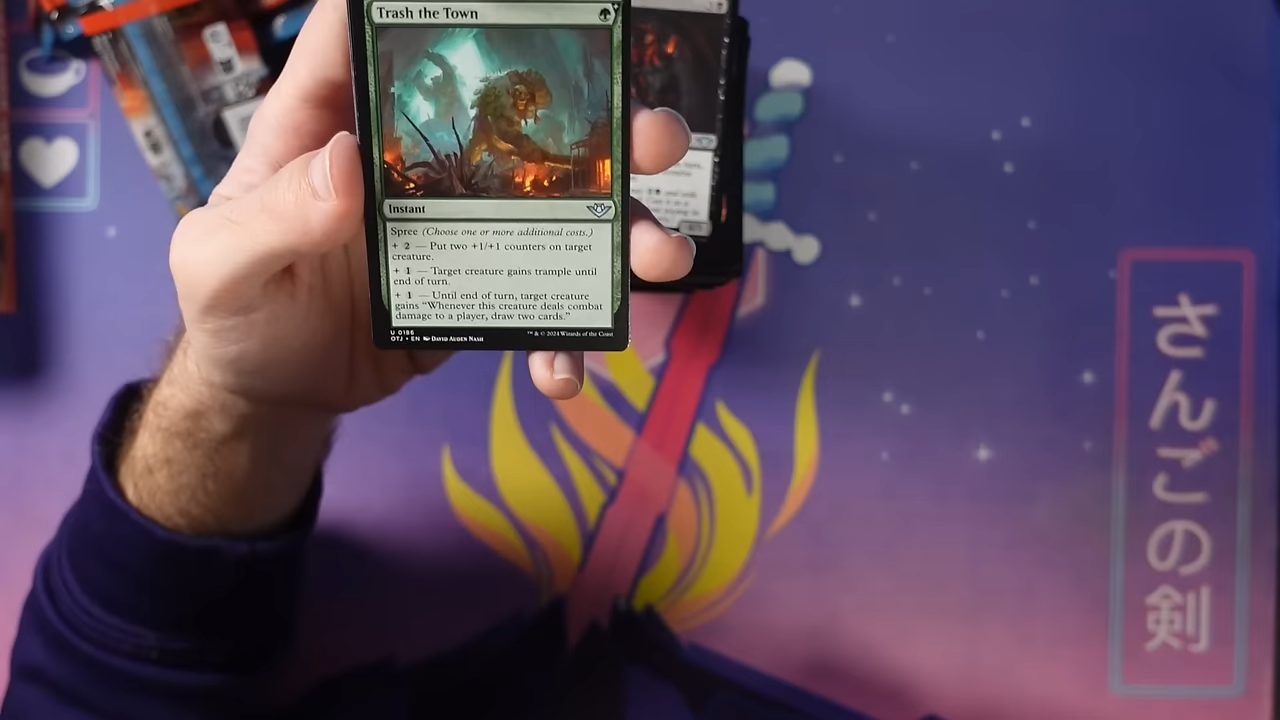 Trash the Town
Instant
Spree (Choose one or more additional costs.)
+ 2 — Put two +1/+1 counters on target
creature.
+ 1 — Target creature gains trample until
end of turn.
+ 1 — Until end of turn, target creature
gains "Whenever this creature deals combat
damage to a player, draw two cards."
U 0186
OTJ • EN DAVID AUDEN NASH
™ & © 2024 Wizards of the Coast
さんごの剣